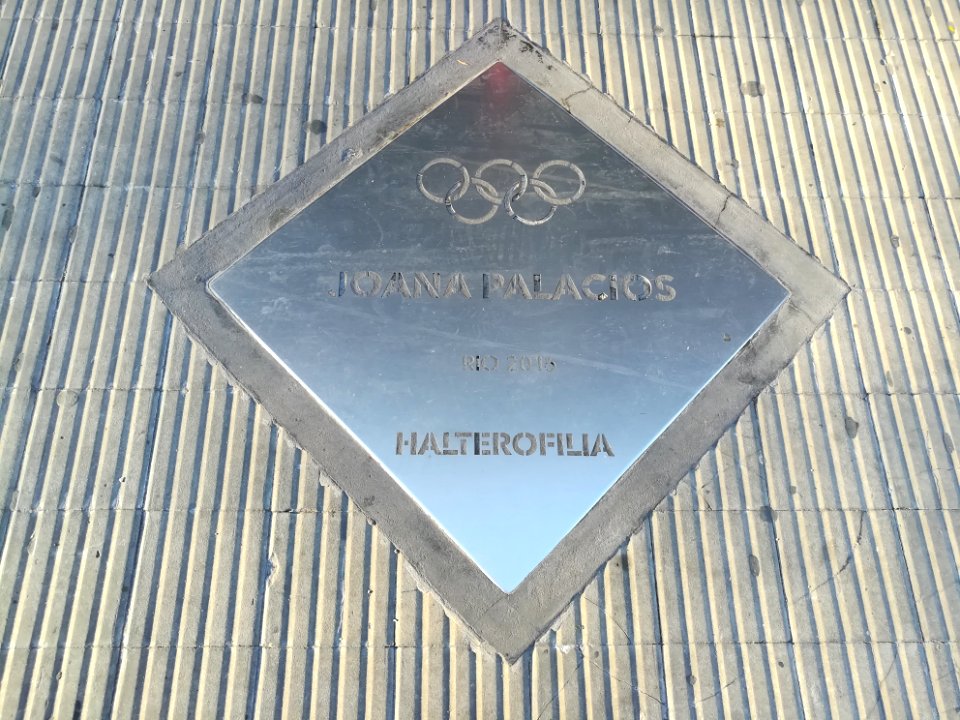 JOANA PALACIOS
RIO 2016
HALTEROFILIA